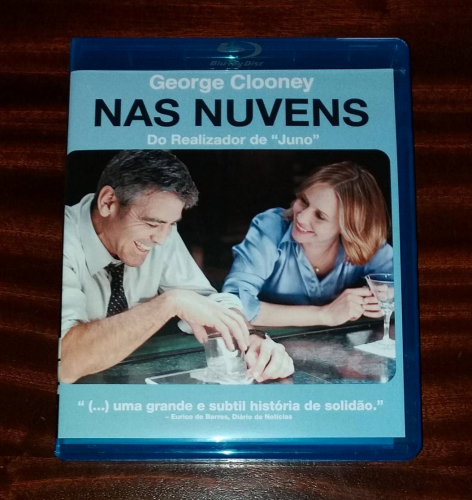 Blu-ray Disc
George Clooney
NAS NUVENS
Do Realizador de “Juno”
“ (...) uma grande e subtil história de solidão.”
– Eurico de Barros, Diário de Notícias